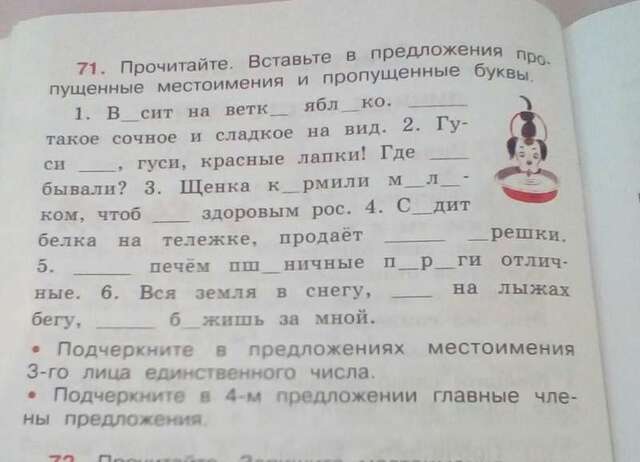 71. Прочитайте. Вставьте в предложения про-
пущенные местоимения и пропущенные буквы.
1. В__сит на ветк__ ябл__ко. ______
такое сочное и сладкое на вид. 2. Гу-
си ____, гуси, красные лапки! Где ____
бывали? 3. Щенка к__рмили м__л__-
ком, чтоб ____ здоровым рос. 4. С__дит
белка на тележке, продаёт ______ __решки.
5. ______ печём пш__ничные п__р__ги отлич-
ные. 6. Вся земля в снегу, ____ на лыжах
бегу, ______ б__жишь за мной.
• Подчеркните в предложениях местоимения
3-го лица единственного числа.
• Подчеркните в 4-м предложении главные чле-
ны предложения.
72. Прочитайте.